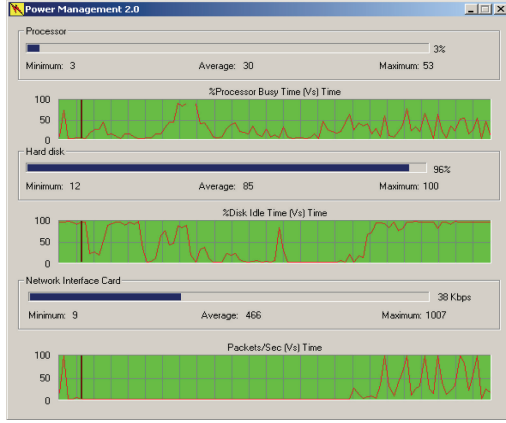 Power Management 2.0
Processor
3%
Minimum: 3 Average: 30 Maximum: 53
%Processor Busy Time (Vs) Time
100
50
0
Hard disk
96%
Minimum: 12 Average: 85 Maximum: 100
%Disk Idle Time (Vs) Time
100
50
0
Network Interface Card
38 Kbps
Minimum: 9 Average: 466 Maximum: 1007
Packets/Sec (Vs) Time
100
50
0